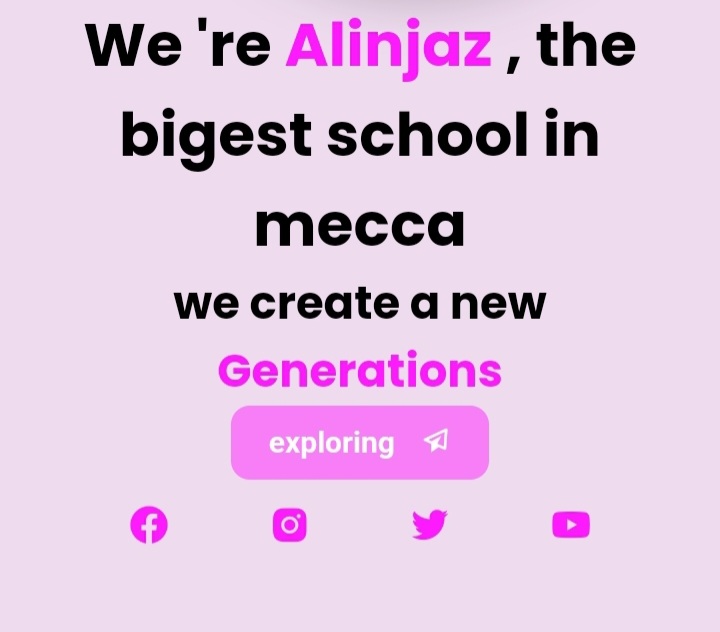 We 're Alinjaz , the
bigest school in
mecca
we create a new
Generations
exploring